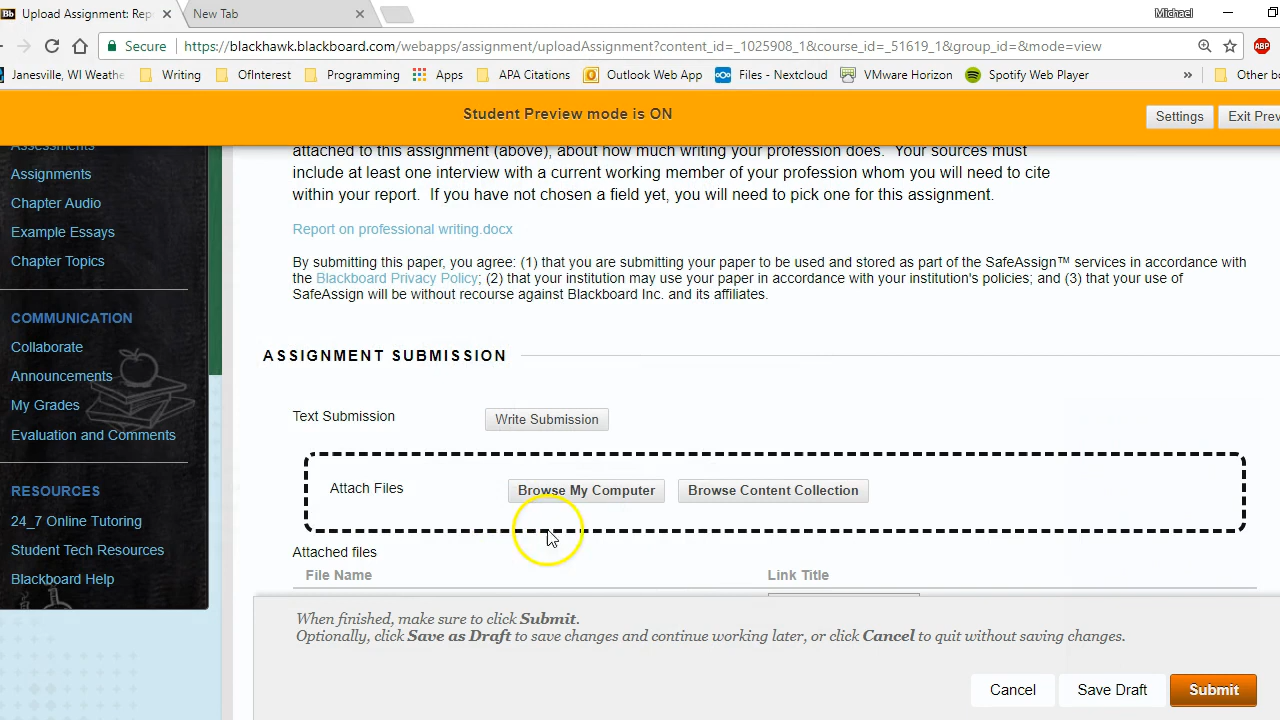 Bb Upload Assignment: Rep
New Tab
Michael
Secure https://blackhawk.blackboard.com/webapps/assignment/uploadAssignment?content_id=_1025908_1&course_id=_51619_1&group_id=&mode=view
ABP
Janesville, WI Weathe Writing OfInterest Programming Apps APA Citations Outlook Web App Files - Nextcloud VMware Horizon Spotify Web Player » Other bo
Student Preview mode is ON
Settings
Exit Prev
Assessments
Assignments
Chapter Audio
Example Essays
Chapter Topics
COMMUNICATION
Collaborate
Announcements
My Grades
Evaluation and Comments
RESOURCES
24_7 Online Tutoring
Student Tech Resources
Blackboard Help
attached to this assignment (above), about how much writing your profession does. Your sources must
include at least one interview with a current working member of your profession whom you will need to cite
within your report. If you have not chosen a field yet, you will need to pick one for this assignment.
Report on professional writing.docx
By submitting this paper, you agree: (1) that you are submitting your paper to be used and stored as part of the SafeAssign™ services in accordance with
the Blackboard Privacy Policy; (2) that your institution may use your paper in accordance with your institution's policies; and (3) that your use of
SafeAssign will be without recourse against Blackboard Inc. and its affiliates.
ASSIGNMENT SUBMISSION
Text Submission
Write Submission
Attach Files
Browse My Computer
Browse Content Collection
Attached files
File Name
Link Title
When finished, make sure to click Submit.
Optionally, click Save as Draft to save changes and continue working later, or click Cancel to quit without saving changes.
Cancel
Save Draft
Submit